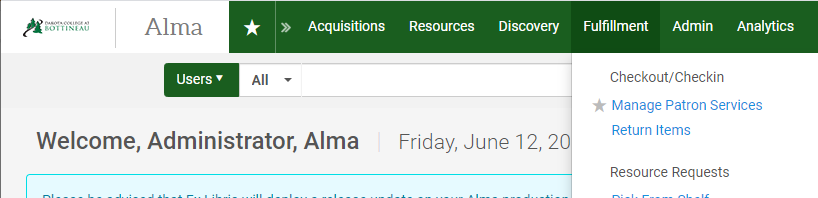 DAKOTA COLLEGE AT
BOTTINEAU
Alma
Acquisitions Resources Discovery Fulfillment Admin Analytics
Users All
Checkout/Checkin
Manage Patron Services
Return Items
Welcome, Administrator, Alma Friday, June 12, 20
Resource Requests
Please be advised that Ex Libris will deploy a release update on your Alma production
Pick From Shelf